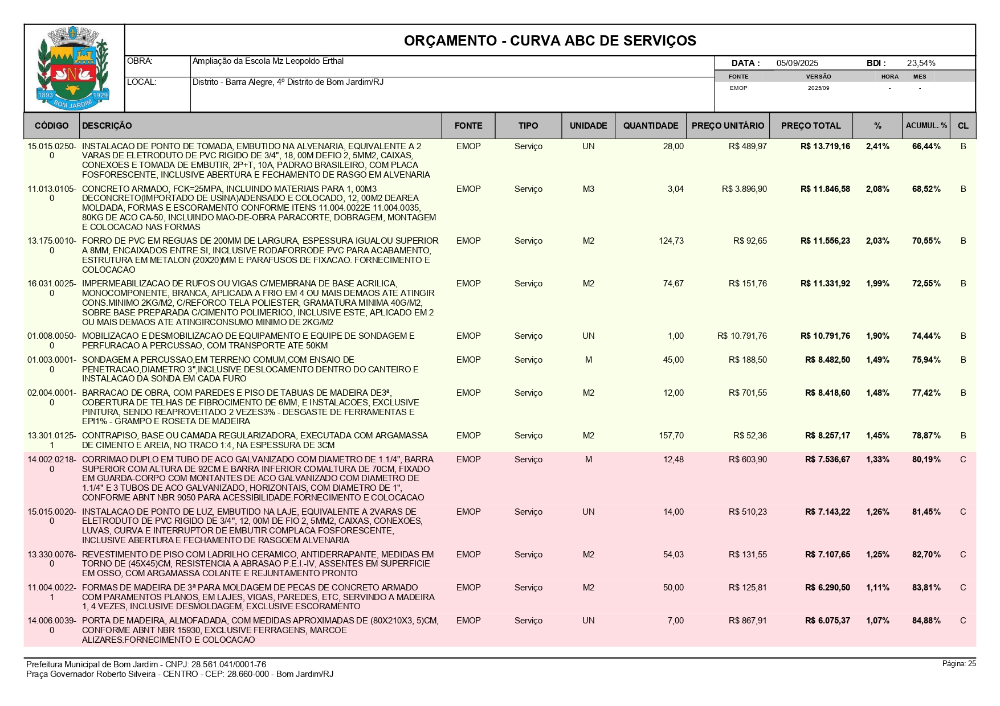 ORÇAMENTO - CURVA ABC DE SERVIÇOS
1893 BOM JARDIM 1929
N
OBRA: Ampliação da Escola Mz Leopoldo Erthal
LOCAL: Distrito - Barra Alegre, 4º Distrito de Bom Jardim/RJ
DATA : 05/09/2025 BDI : 23,54%
FONTE VERSÃO HORA MES
EMOP 2025/09 - -
CÓDIGO DESCRIÇÃO FONTE TIPO UNIDADE QUANTIDADE PREÇO UNITÁRIO PREÇO TOTAL % ACUMUL. % CL
15.015.0250- INSTALACAO DE PONTO DE TOMADA, EMBUTIDO NA ALVENARIA, EQUIVALENTE A 2 EMOP Serviço UN 28,00 R$ 489,97 R$ 13.719,16 2,41% 66,44% B
0 VARAS DE ELETRODUTO DE PVC RIGIDO DE 3/4", 18, 00M DEFIO 2, 5MM2, CAIXAS,
CONEXOES E TOMADA DE EMBUTIR, 2P+T, 10A, PADRAO BRASILEIRO, COM PLACA
FOSFORESCENTE, INCLUSIVE ABERTURA E FECHAMENTO DE RASGO EM ALVENARIA
11.013.0105- CONCRETO ARMADO, FCK=25MPA, INCLUINDO MATERIAIS PARA 1, 00M3 EMOP Serviço M3 3,04 R$ 3.896,90 R$ 11.846,58 2,08% 68,52% B
0 DECONCRETO(IMPORTADO DE USINA)ADENSADO E COLOCADO, 12, 00M2 DEAREA
MOLDADA, FORMAS E ESCORAMENTO CONFORME ITENS 11.004.0022E 11.004.0035,
80KG DE ACO CA-50, INCLUINDO MAO-DE-OBRA PARACORTE, DOBRAGEM, MONTAGEM
E COLOCACAO NAS FORMAS
13.175.0010- FORRO DE PVC EM REGUAS DE 200MM DE LARGURA, ESPESSURA IGUALOU SUPERIOR EMOP Serviço M2 124,73 R$ 92,65 R$ 11.556,23 2,03% 70,55% B
0 A 8MM, ENCAIXADOS ENTRE SI, INCLUSIVE RODAFORRODE PVC PARA ACABAMENTO,
ESTRUTURA EM METALON (20X20)MM E PARAFUSOS DE FIXACAO. FORNECIMENTO E
COLOCACAO
16.031.0025- IMPERMEABILIZACAO DE RUFOS OU VIGAS C/MEMBRANA DE BASE ACRILICA, EMOP Serviço M2 74,67 R$ 151,76 R$ 11.331,92 1,99% 72,55% B
0 MONOCOMPONENTE, BRANCA, APLICADA A FRIO EM 4 OU MAIS DEMAOS ATE ATINGIR
CONS.MINIMO 2KG/M2, C/REFORCO TELA POLIESTER, GRAMATURA MINIMA 40G/M2,
SOBRE BASE PREPARADA C/CIMENTO POLIMERICO, INCLUSIVE ESTE, APLICADO EM 2
OU MAIS DEMAOS ATE ATINGIRCONSUMO MINIMO DE 2KG/M2
01.008.0050- MOBILIZACAO E DESMOBILIZACAO DE EQUIPAMENTO E EQUIPE DE SONDAGEM E EMOP Serviço UN 1,00 R$ 10.791,76 R$ 10.791,76 1,90% 74,44% B
0 PERFURACAO A PERCUSSAO, COM TRANSPORTE ATE 50KM
01.003.0001- SONDAGEM A PERCUSSAO,EM TERRENO COMUM,COM ENSAIO DE EMOP Serviço M 45,00 R$ 188,50 R$ 8.482,50 1,49% 75,94% B
0 PENETRACAO,DIAMETRO 3",INCLUSIVE DESLOCAMENTO DENTRO DO CANTEIRO E
INSTALACAO DA SONDA EM CADA FURO
02.004.0001- BARRACAO DE OBRA, COM PAREDES E PISO DE TABUAS DE MADEIRA DE3ª, EMOP Serviço M2 12,00 R$ 701,55 R$ 8.418,60 1,48% 77,42% B
0 COBERTURA DE TELHAS DE FIBROCIMENTO DE 6MM, E INSTALACOES, EXCLUSIVE
PINTURA, SENDO REAPROVEITADO 2 VEZES3% - DESGASTE DE FERRAMENTAS E
EPI1% - GRAMPO E ROSETA DE MADEIRA
13.301.0125- CONTRAPISO, BASE OU CAMADA REGULARIZADORA, EXECUTADA COM ARGAMASSA EMOP Serviço M2 157,70 R$ 52,36 R$ 8.257,17 1,45% 78,87% B
1 DE CIMENTO E AREIA, NO TRACO 1:4, NA ESPESSURA DE 3CM
14.002.0218- CORRIMAO DUPLO EM TUBO DE ACO GALVANIZADO COM DIAMETRO DE 1.1/4", BARRA EMOP Serviço M 12,48 R$ 603,90 R$ 7.536,67 1,33% 80,19% C
0 SUPERIOR COM ALTURA DE 92CM E BARRA INFERIOR COMALTURA DE 70CM, FIXADO
EM GUARDA-CORPO COM MONTANTES DE ACO GALVANIZADO COM DIAMETRO DE
1.1/4" E 3 TUBOS DE ACO GALVANIZADO, HORIZONTAIS, COM DIAMETRO DE 1",
CONFORME ABNT NBR 9050 PARA ACESSIBILIDADE.FORNECIMENTO E COLOCACAO
15.015.0020- INSTALACAO DE PONTO DE LUZ, EMBUTIDO NA LAJE, EQUIVALENTE A 2VARAS DE EMOP Serviço UN 14,00 R$ 510,23 R$ 7.143,22 1,26% 81,45% C
0 ELETRODUTO DE PVC RIGIDO DE 3/4", 12, 00M DE FIO 2, 5MM2, CAIXAS, CONEXOES,
LUVAS, CURVA E INTERRUPTOR DE EMBUTIR COMPLACA FOSFORESCENTE,
INCLUSIVE ABERTURA E FECHAMENTO DE RASGOEM ALVENARIA
13.330.0076- REVESTIMENTO DE PISO COM LADRILHO CERAMICO, ANTIDERRAPANTE, MEDIDAS EM EMOP Serviço M2 54,03 R$ 131,55 R$ 7.107,65 1,25% 82,70% C
0 TORNO DE (45X45)CM, RESISTENCIA A ABRASAO P.E.I.-IV, ASSENTES EM SUPERFICIE
EM OSSO, COM ARGAMASSA COLANTE E REJUNTAMENTO PRONTO
11.004.0022- FORMAS DE MADEIRA DE 3ª PARA MOLDAGEM DE PECAS DE CONCRETO ARMADO EMOP Serviço M2 50,00 R$ 125,81 R$ 6.290,50 1,11% 83,81% C
1 COM PARAMENTOS PLANOS, EM LAJES, VIGAS, PAREDES, ETC, SERVINDO A MADEIRA
1, 4 VEZES, INCLUSIVE DESMOLDAGEM, EXCLUSIVE ESCORAMENTO
14.006.0039- PORTA DE MADEIRA, ALMOFADADA, COM MEDIDAS APROXIMADAS DE (80X210X3, 5)CM, EMOP Serviço UN 7,00 R$ 867,91 R$ 6.075,37 1,07% 84,88% C
0 CONFORME ABNT NBR 15930, EXCLUSIVE FERRAGENS, MARCOE
ALIZARES.FORNECIMENTO E COLOCACAO
Prefeitura Municipal de Bom Jardim - CNPJ: 28.561.041/0001-76 Página: 25
Praça Governador Roberto Silveira - CENTRO - CEP: 28.660-000 - Bom Jardim/RJ